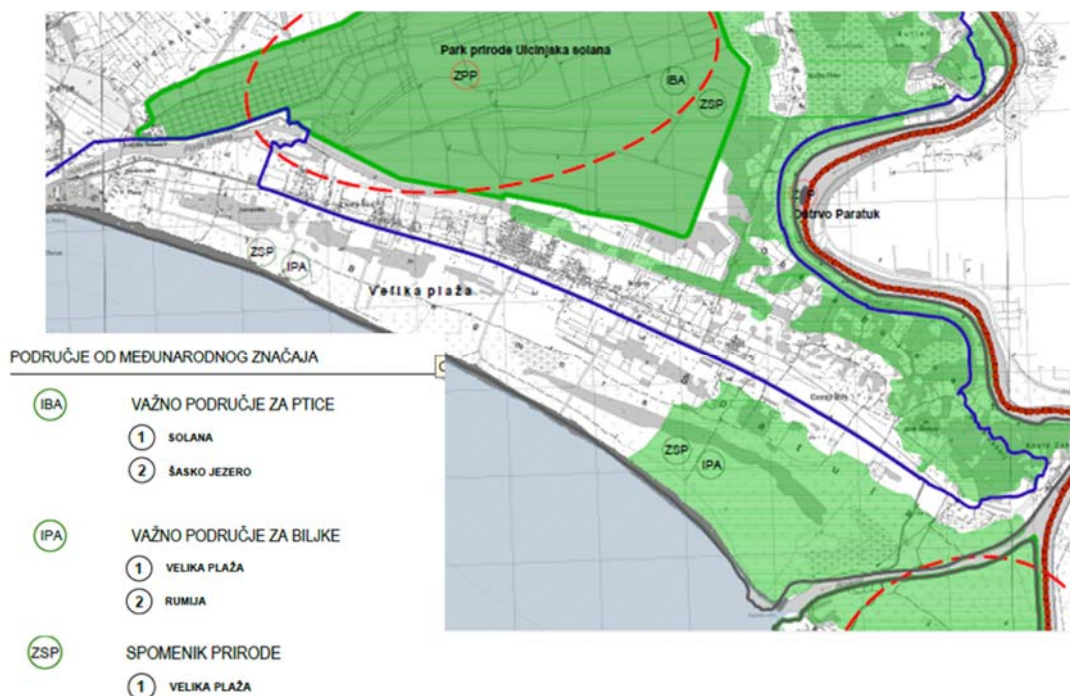 Park prirode Ulcinjska solana
ZPP
IBA
ZSP
Ostrvo Paratuk
ZSP
IPA
Velika plaža
ZSP
IPA
PODRUČJE OD MEĐUNARODNOG ZNAČAJA
IBA VAŽNO PODRUČJE ZA PTICE
1 SOLANA
2 ŠASKO JEZERO
IPA VAŽNO PODRUČJE ZA BILJKE
1 VELIKA PLAŽA
2 RUMIJA
ZSP SPOMENIK PRIRODE
1 VELIKA PLAŽA